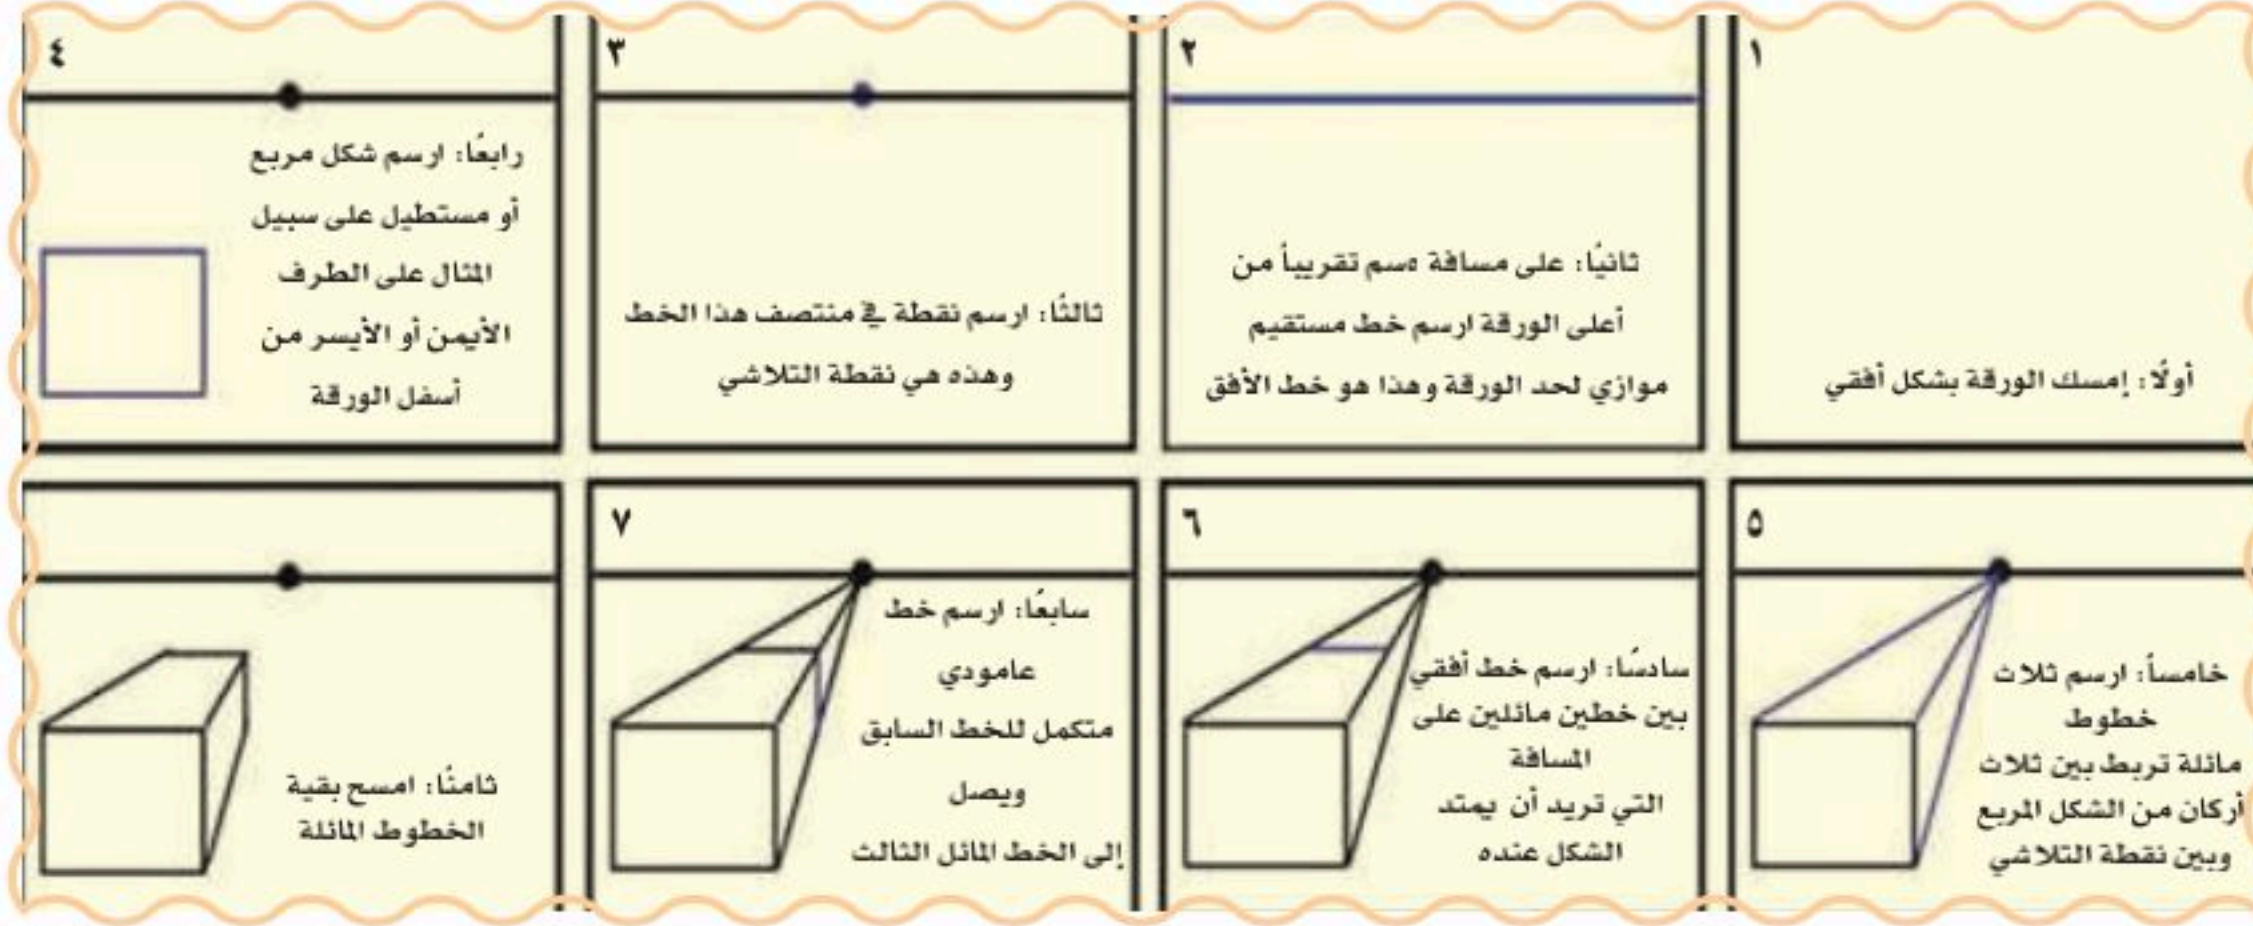 ١
أولًا: إمسك الورقة بشكل أفقي
٢
ثانيًا: على مسافة ٥سم تقريباً من
أعلى الورقة ارسم خط مستقيم
موازي لحد الورقة وهذا هو خط الأفق
٣
ثالثًا: ارسم نقطة في منتصف هذا الخط
وهذه هي نقطة التلاشي
٤
رابعًا: ارسم شكل مربع
أو مستطيل على سبيل
المثال على الطرف
الأيمن أو الأيسر من
أسفل الورقة
٥
خامساً: ارسم ثلاث
خطوط
مائلة تربط بين ثلاث
أركان من الشكل المربع
وبين نقطة التلاشي
٦
سادسًا: ارسم خط أفقي
بين خطين مائلين على
المسافة
التي تريد أن يمتد
الشكل عنده
٧
سابعًا: ارسم خط
عامودي
متكمل للخط السابق
ويصل
إلى الخط المائل الثالث
ثامنًا: امسح بقية
الخطوط المائلة